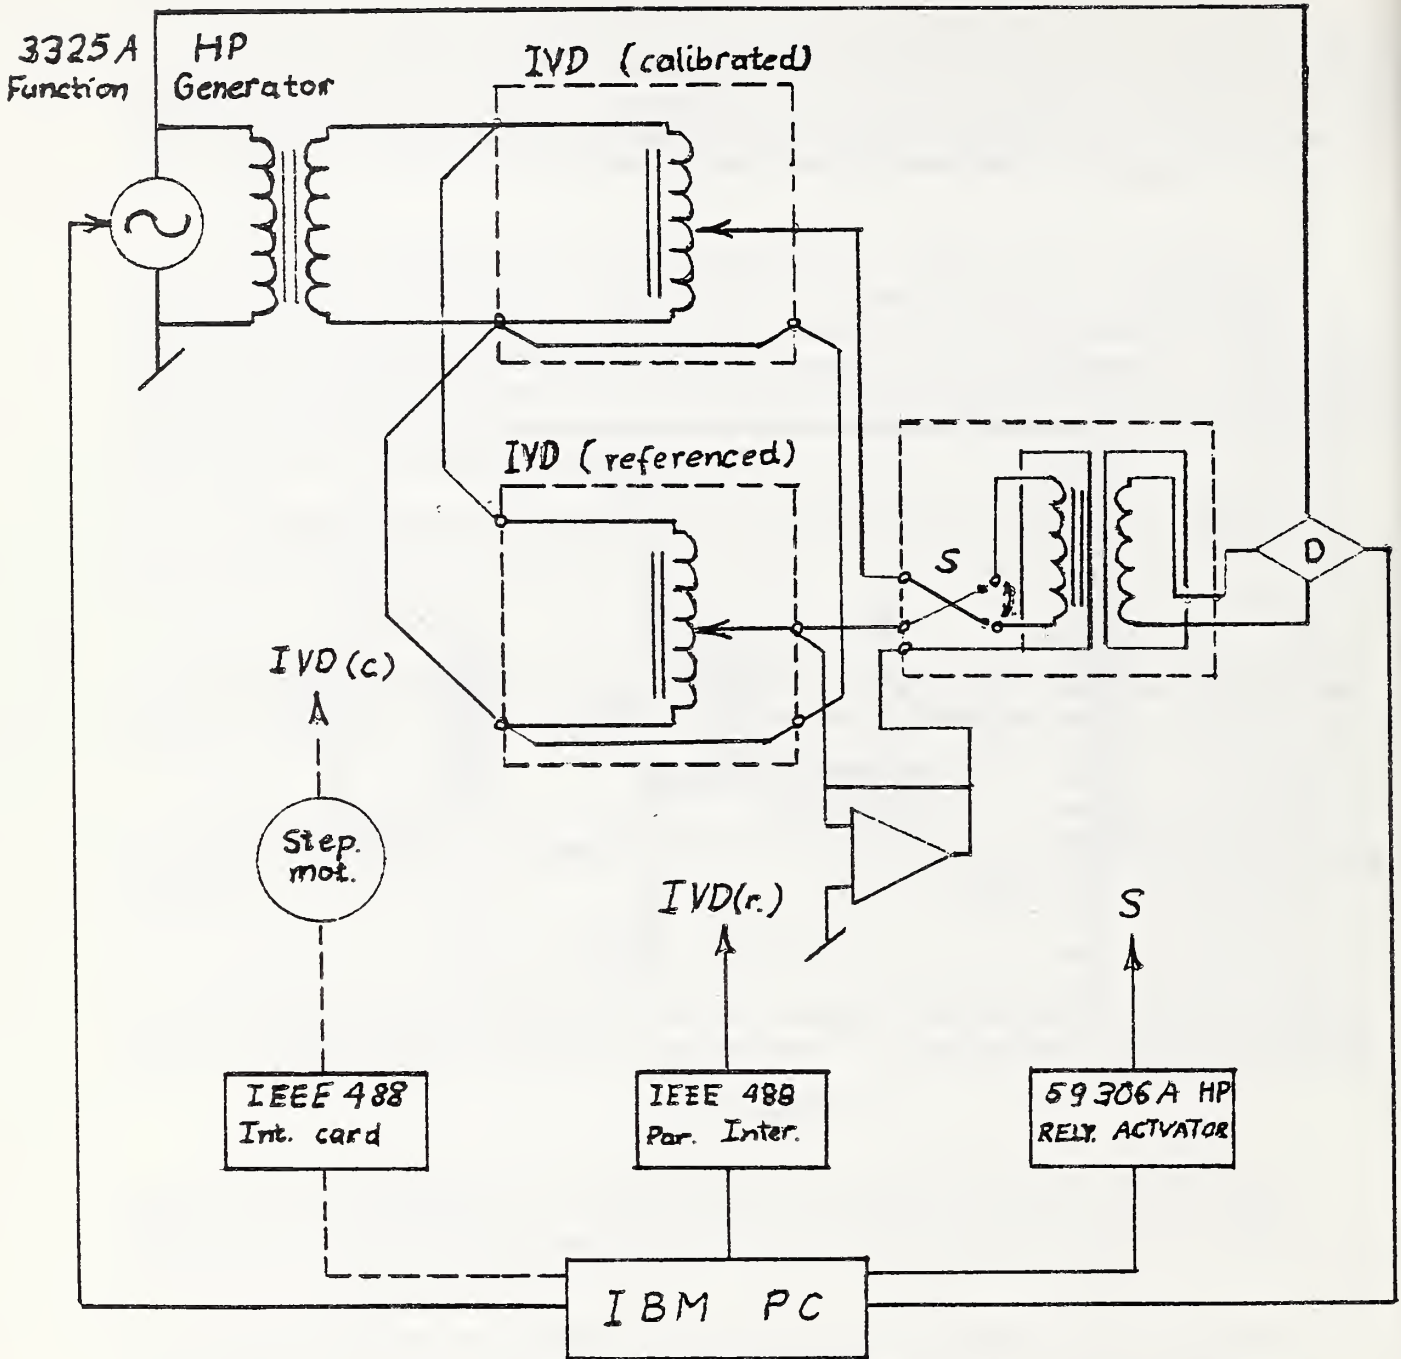 3325A HP
Function Generator
IVD (calibrated)
IVD (referenced)
S
D
IVD(c)
Step.
mot.
IVD(r.)
S
IEEE 488
Int. card
IEEE 488
Par. Inter.
59306A HP
RELY. ACTVATOR
IBM PC